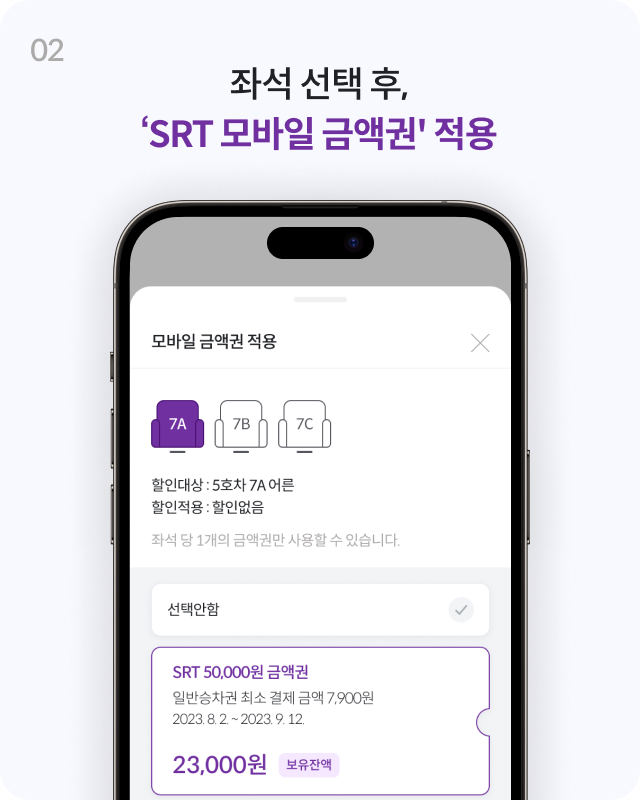 02
좌석 선택 후,
‘SRT 모바일 금액권' 적용
모바일 금액권 적용
7A 7B 7C
할인대상 : 5호차 7A 어른
할인적용 : 할인없음
좌석 당 1개의 금액권만 사용할 수 있습니다.
선택안함
SRT 50,000원 금액권
일반승차권 최소 결제 금액 7,900원
2023. 8. 2. ~ 2023. 9. 12.
23,000원 보유잔액